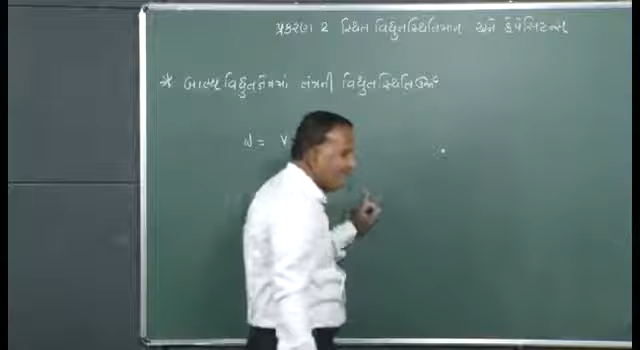 પ્રકરણ 2 સ્થિત વિદ્યુતસ્થિતિમાન અને કેપેસિટન્સ
* બાહ્ય વિદ્યુતક્ષેત્રમાં તંત્રની વિદ્યુતસ્થિતિઊર્જા
W = V